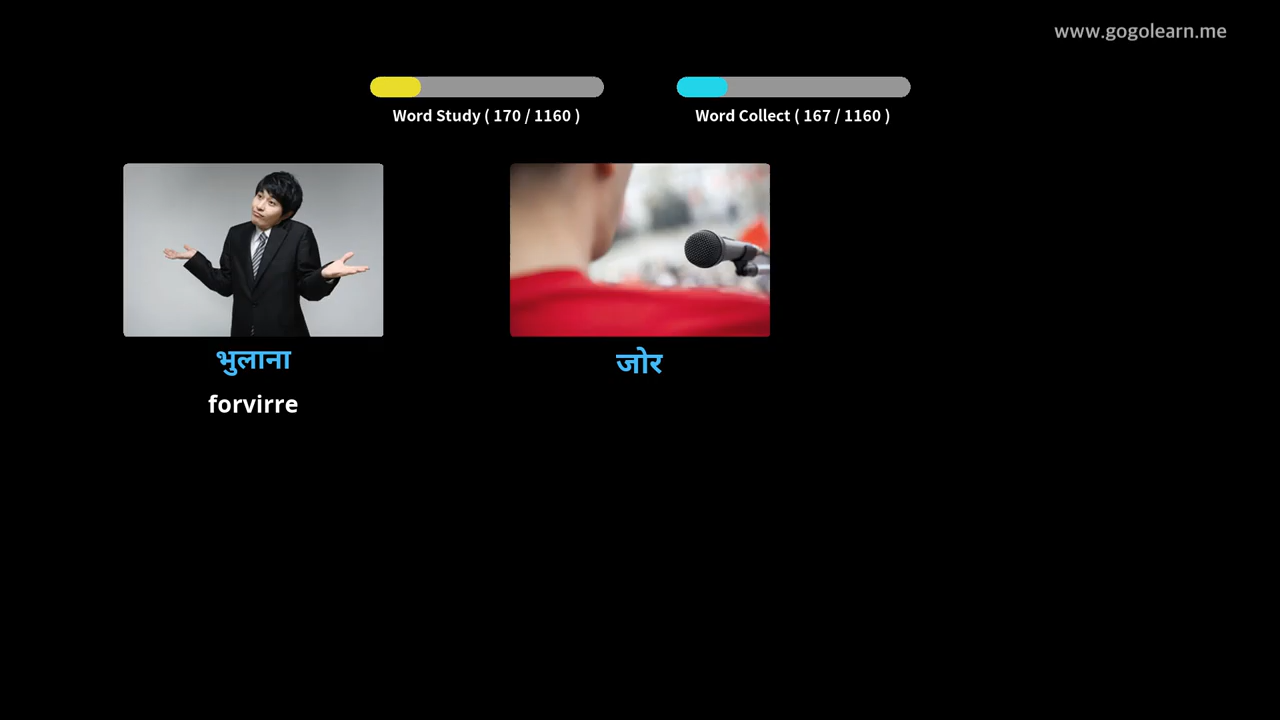 www.gogolearn.me
Word Study ( 170 / 1160 )
Word Collect ( 167 / 1160 )
भुलाना
जोर
forvirre